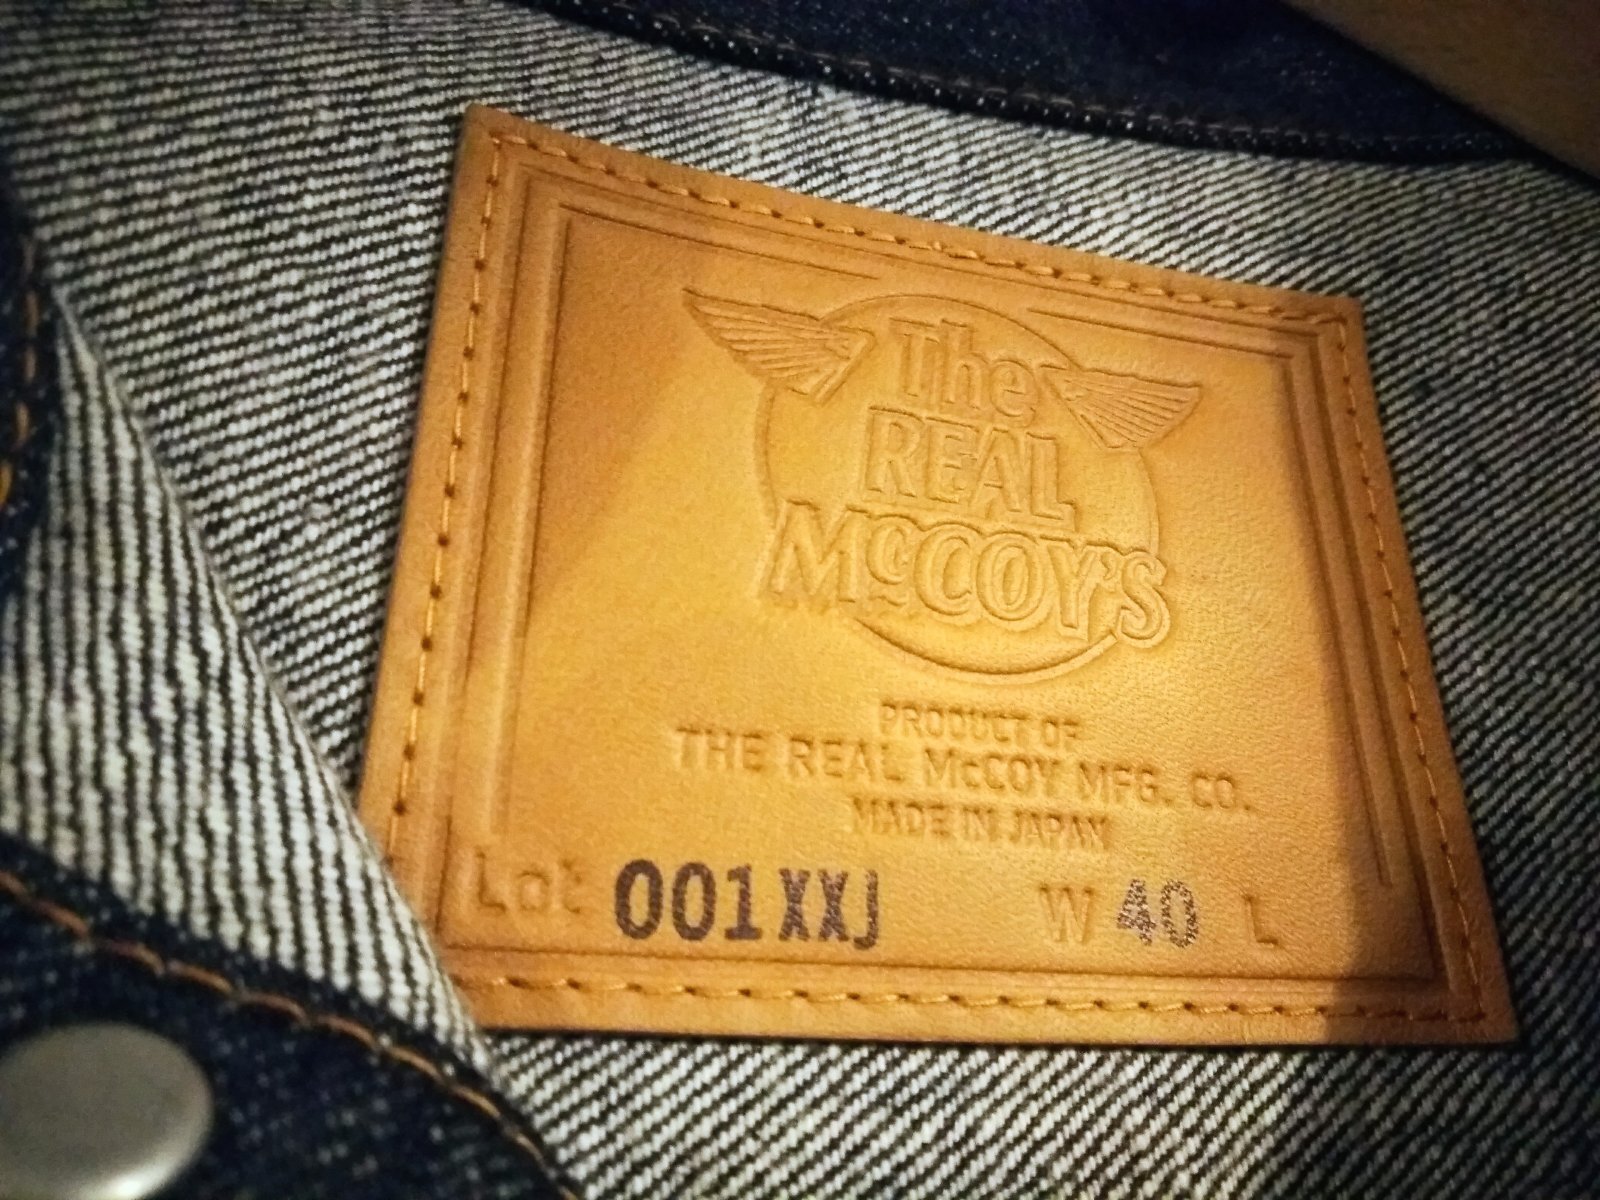 The
REAL
McCOY'S
PRODUCT OF
THE REAL McCOY MFG. CO.
MADE IN JAPAN
Lot 001XXJ W 40 L